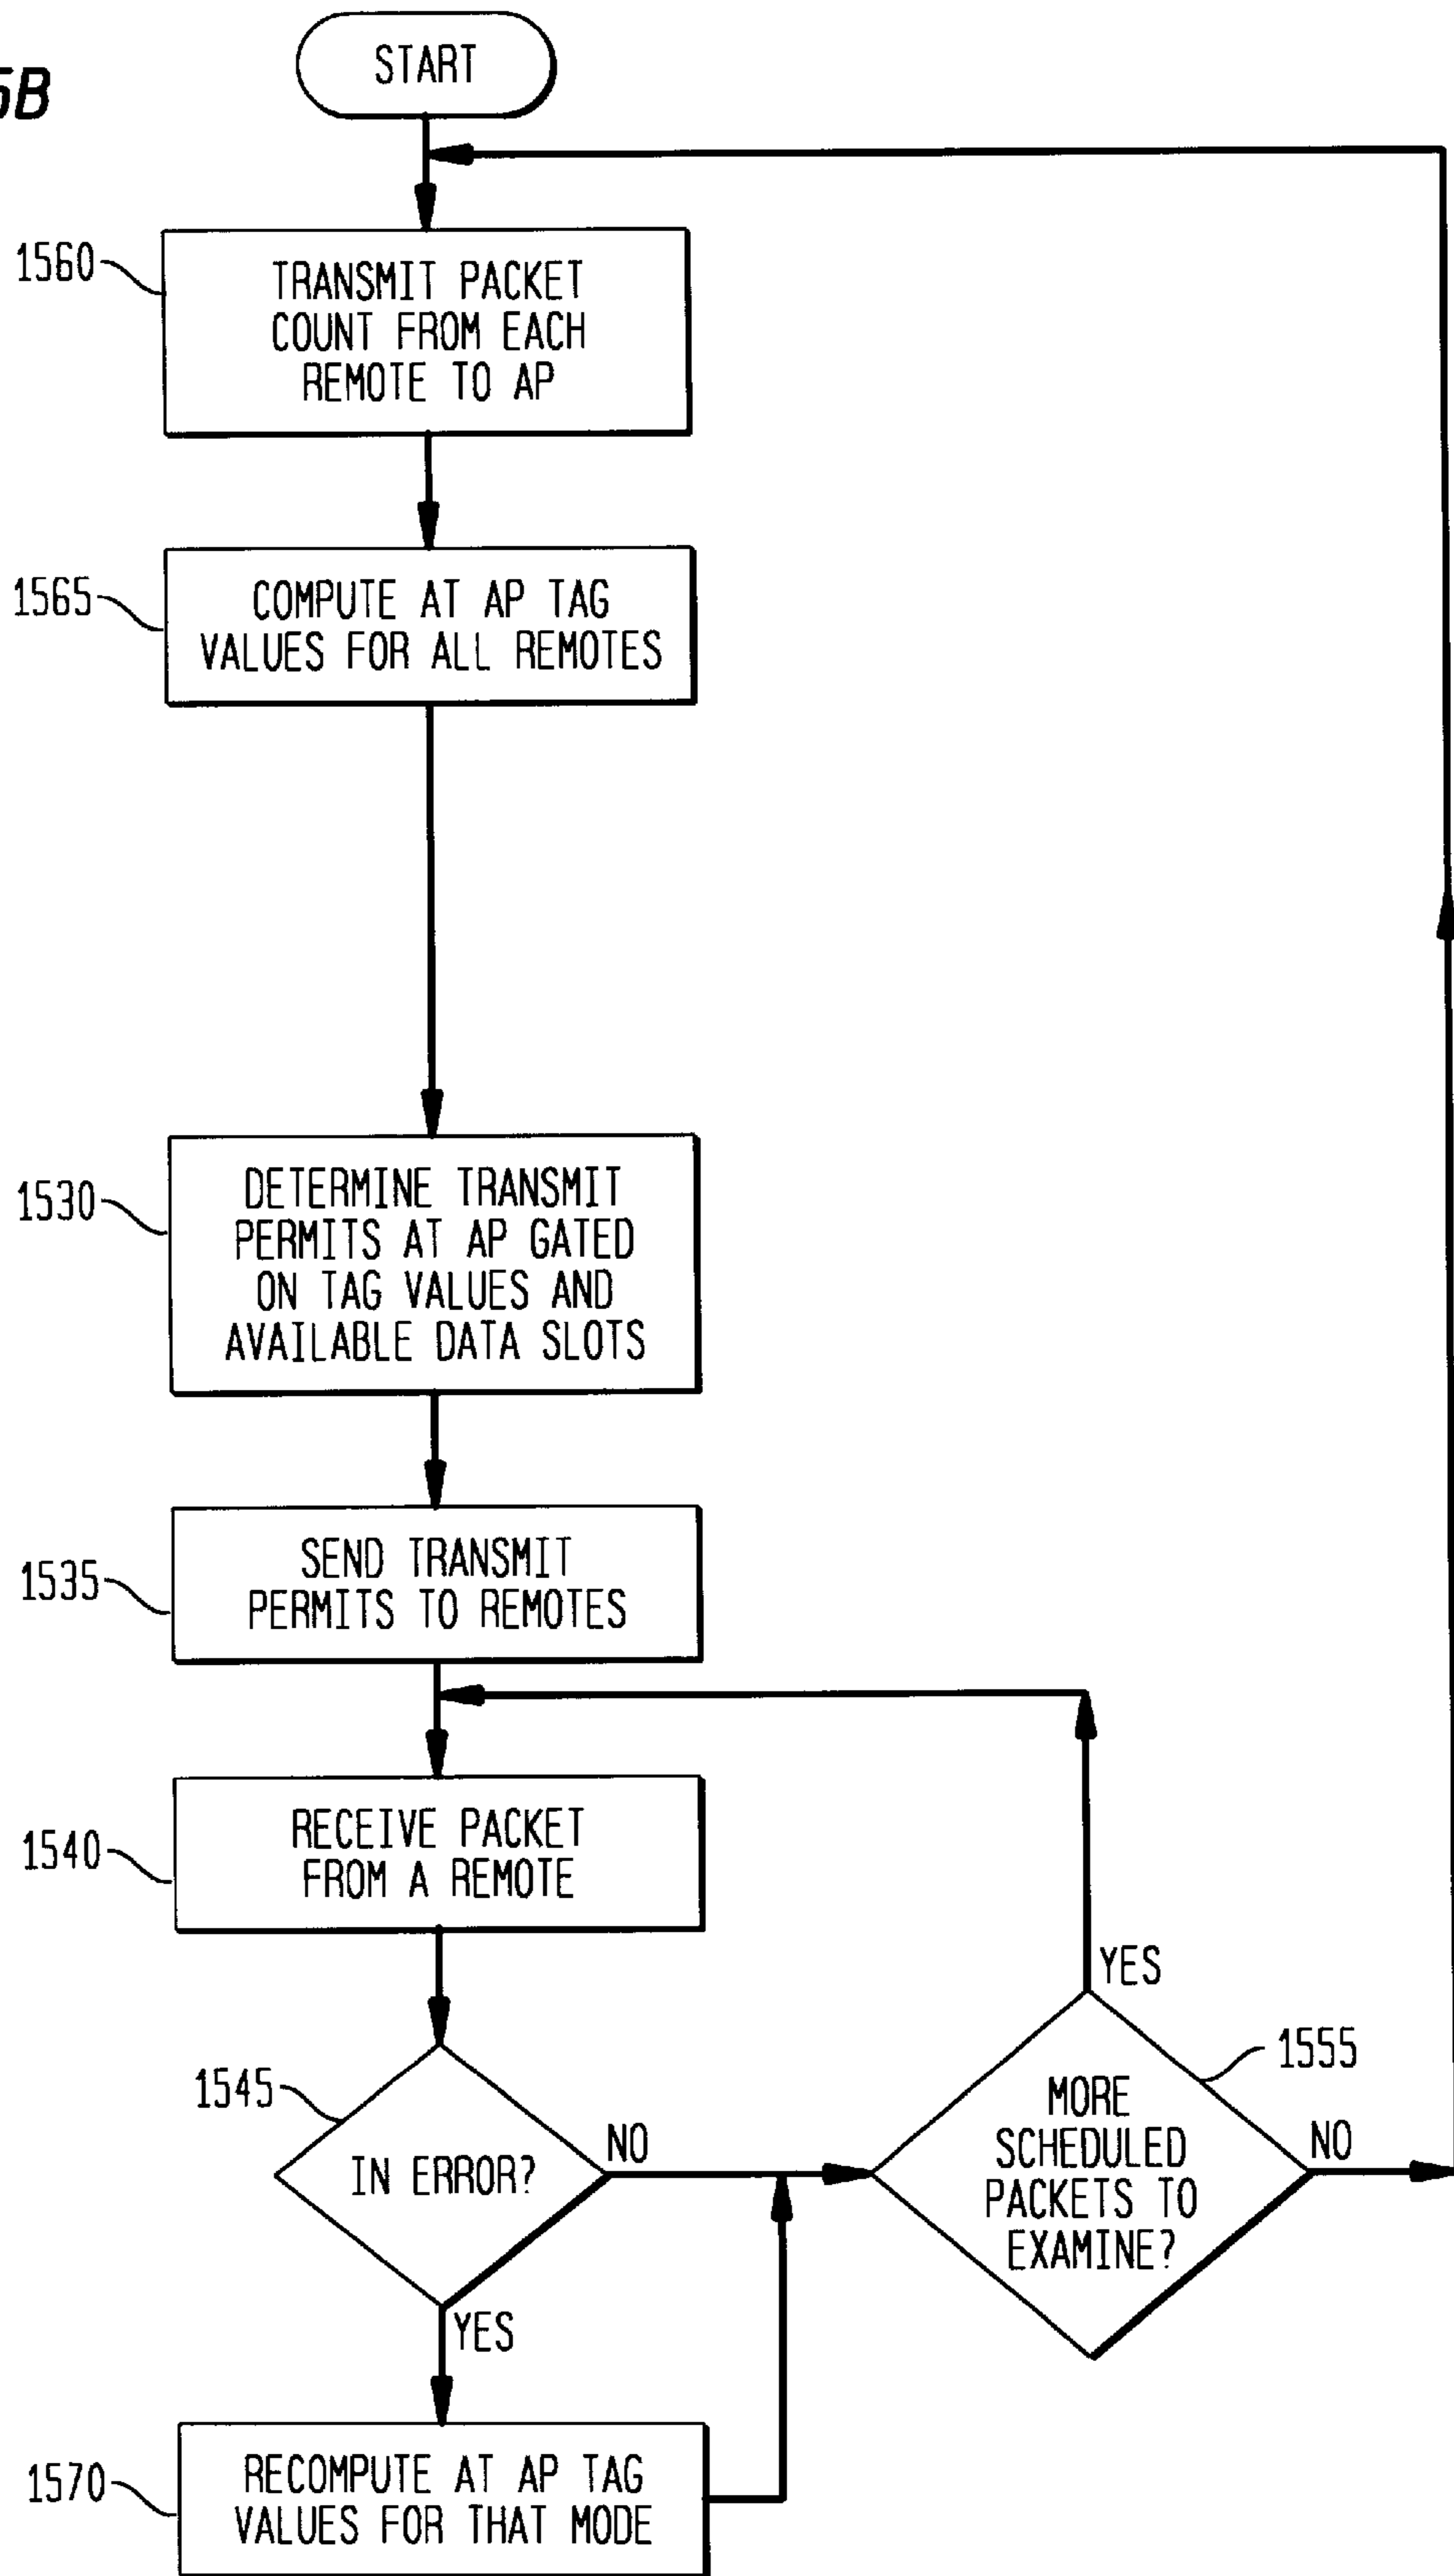 5B
START
1560
TRANSMIT PACKET
COUNT FROM EACH
REMOTE TO AP
1565
COMPUTE AT AP TAG
VALUES FOR ALL REMOTES
1530
DETERMINE TRANSMIT
PERMITS AT AP GATED
ON TAG VALUES AND
AVAILABLE DATA SLOTS
1535
SEND TRANSMIT
PERMITS TO REMOTES
1540
RECEIVE PACKET
FROM A REMOTE
YES
1545
IN ERROR?
NO
1555
MORE
SCHEDULED
PACKETS TO
EXAMINE?
NO
YES
1570
RECOMPUTE AT AP TAG
VALUES FOR THAT MODE